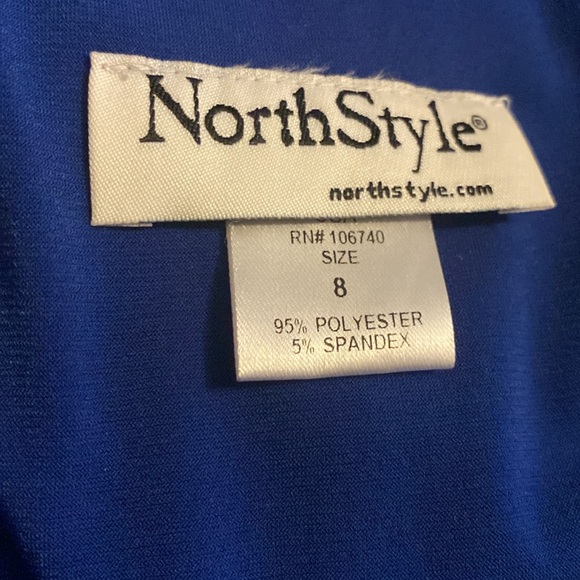 NorthStyle®
northstyle.com
RN# 106740
SIZE
8
95% POLYESTER
5% SPANDEX